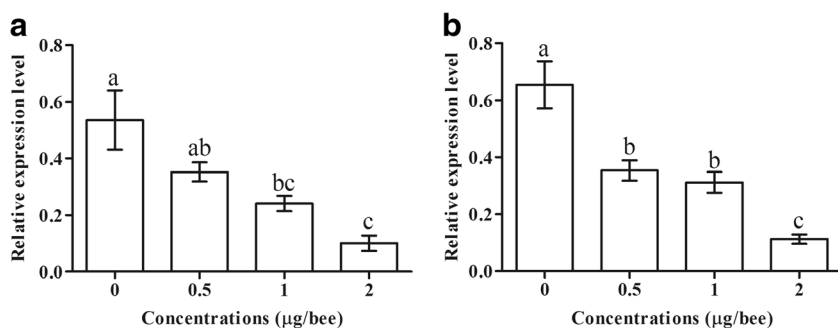 a
Relative expression level
0.8
0.6
0.4
0.2
0.0
a
ab
bc
c
0 0.5 1 2
Concentrations (µg/bee)
b
Relative expression level
0.8
0.6
0.4
0.2
0.0
a
b
b
c
0 0.5 1 2
Concentrations (µg/bee)